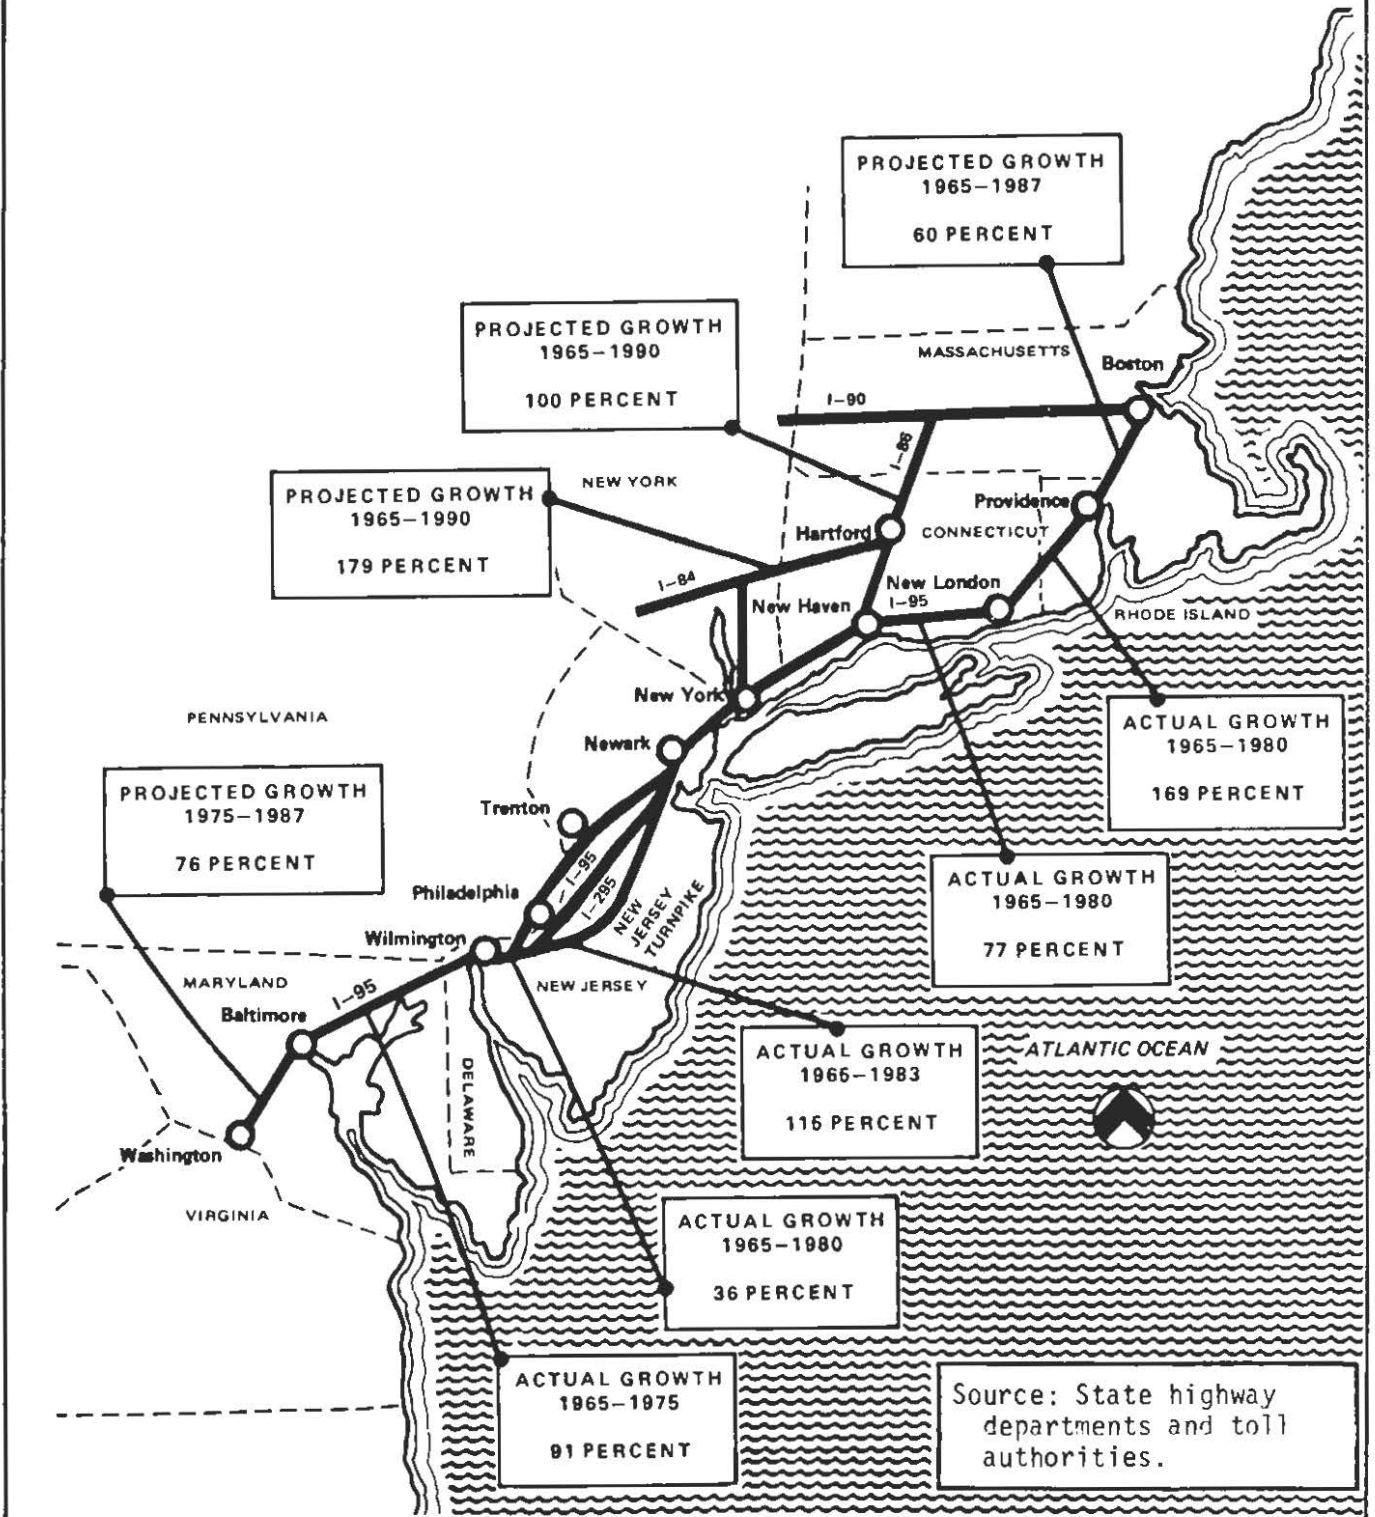 PROJECTED GROWTH
1965–1987
60 PERCENT
PROJECTED GROWTH
1965–1990
100 PERCENT
MASSACHUSETTS
Boston
I–90
I–86
PROJECTED GROWTH
1965–1990
179 PERCENT
NEW YORK
Providence
Hartford
CONNECTICUT
I–84
New London
New Haven
I–95
RHODE ISLAND
New York
PENNSYLVANIA
Newark
ACTUAL GROWTH
1965–1980
169 PERCENT
PROJECTED GROWTH
1975–1987
76 PERCENT
Trenton
I–95
I–295
NEW
JERSEY
TURNPIKE
Philadelphia
ACTUAL GROWTH
1965–1980
77 PERCENT
Wilmington
MARYLAND
I–95
NEW JERSEY
Baltimore
DELAWARE
ACTUAL GROWTH
1965–1983
115 PERCENT
ATLANTIC OCEAN
Washington
VIRGINIA
ACTUAL GROWTH
1965–1980
36 PERCENT
ACTUAL GROWTH
1965–1975
91 PERCENT
Source: State highway
departments and toll
authorities.